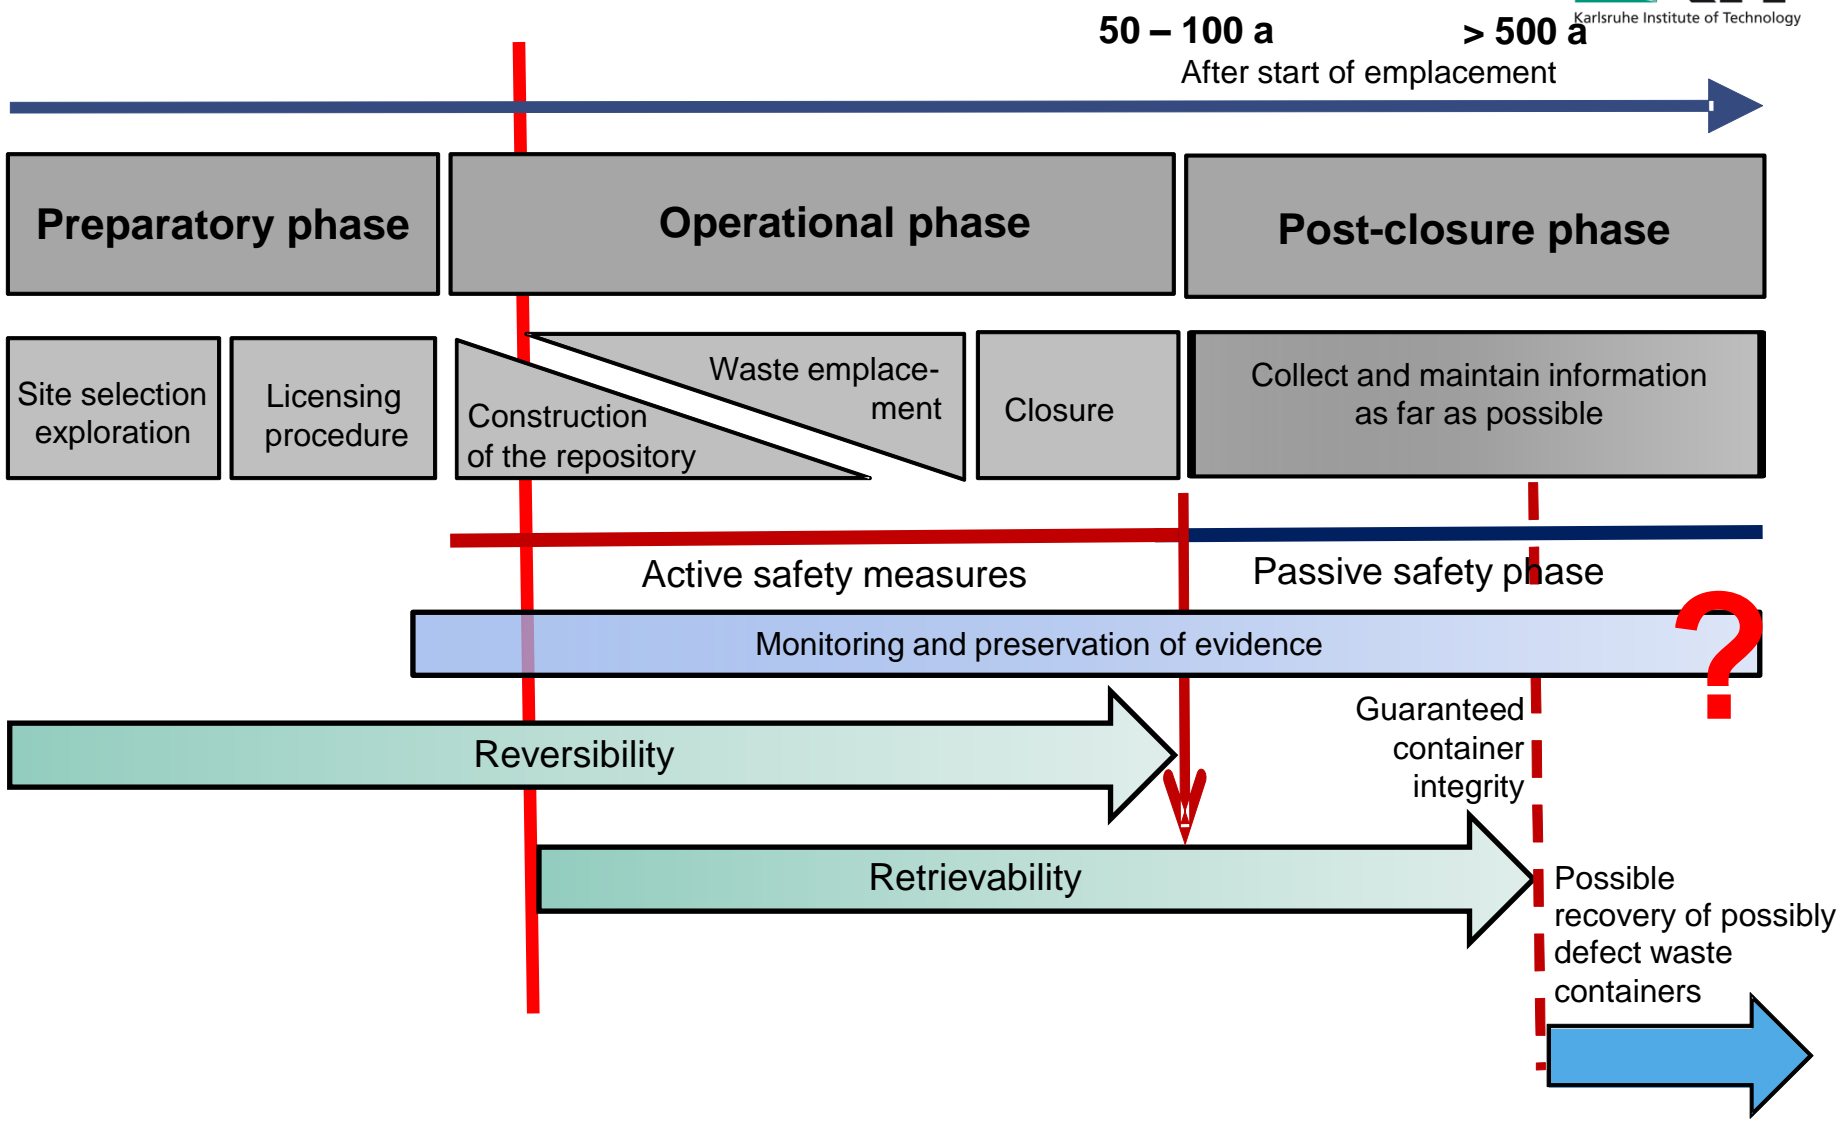 Karlsruhe Institute of Technology
50 – 100 a
> 500 a
After start of emplacement
Preparatory phase
Operational phase
Post-closure phase
Site selection
exploration
Licensing
procedure
Construction
of the repository
Waste emplace-
ment
Closure
Collect and maintain information
as far as possible
Active safety measures
Passive safety phase
Monitoring and preservation of evidence
?
Reversibility
Guaranteed
container
integrity
Retrievability
Possible
recovery of possibly
defect waste
containers